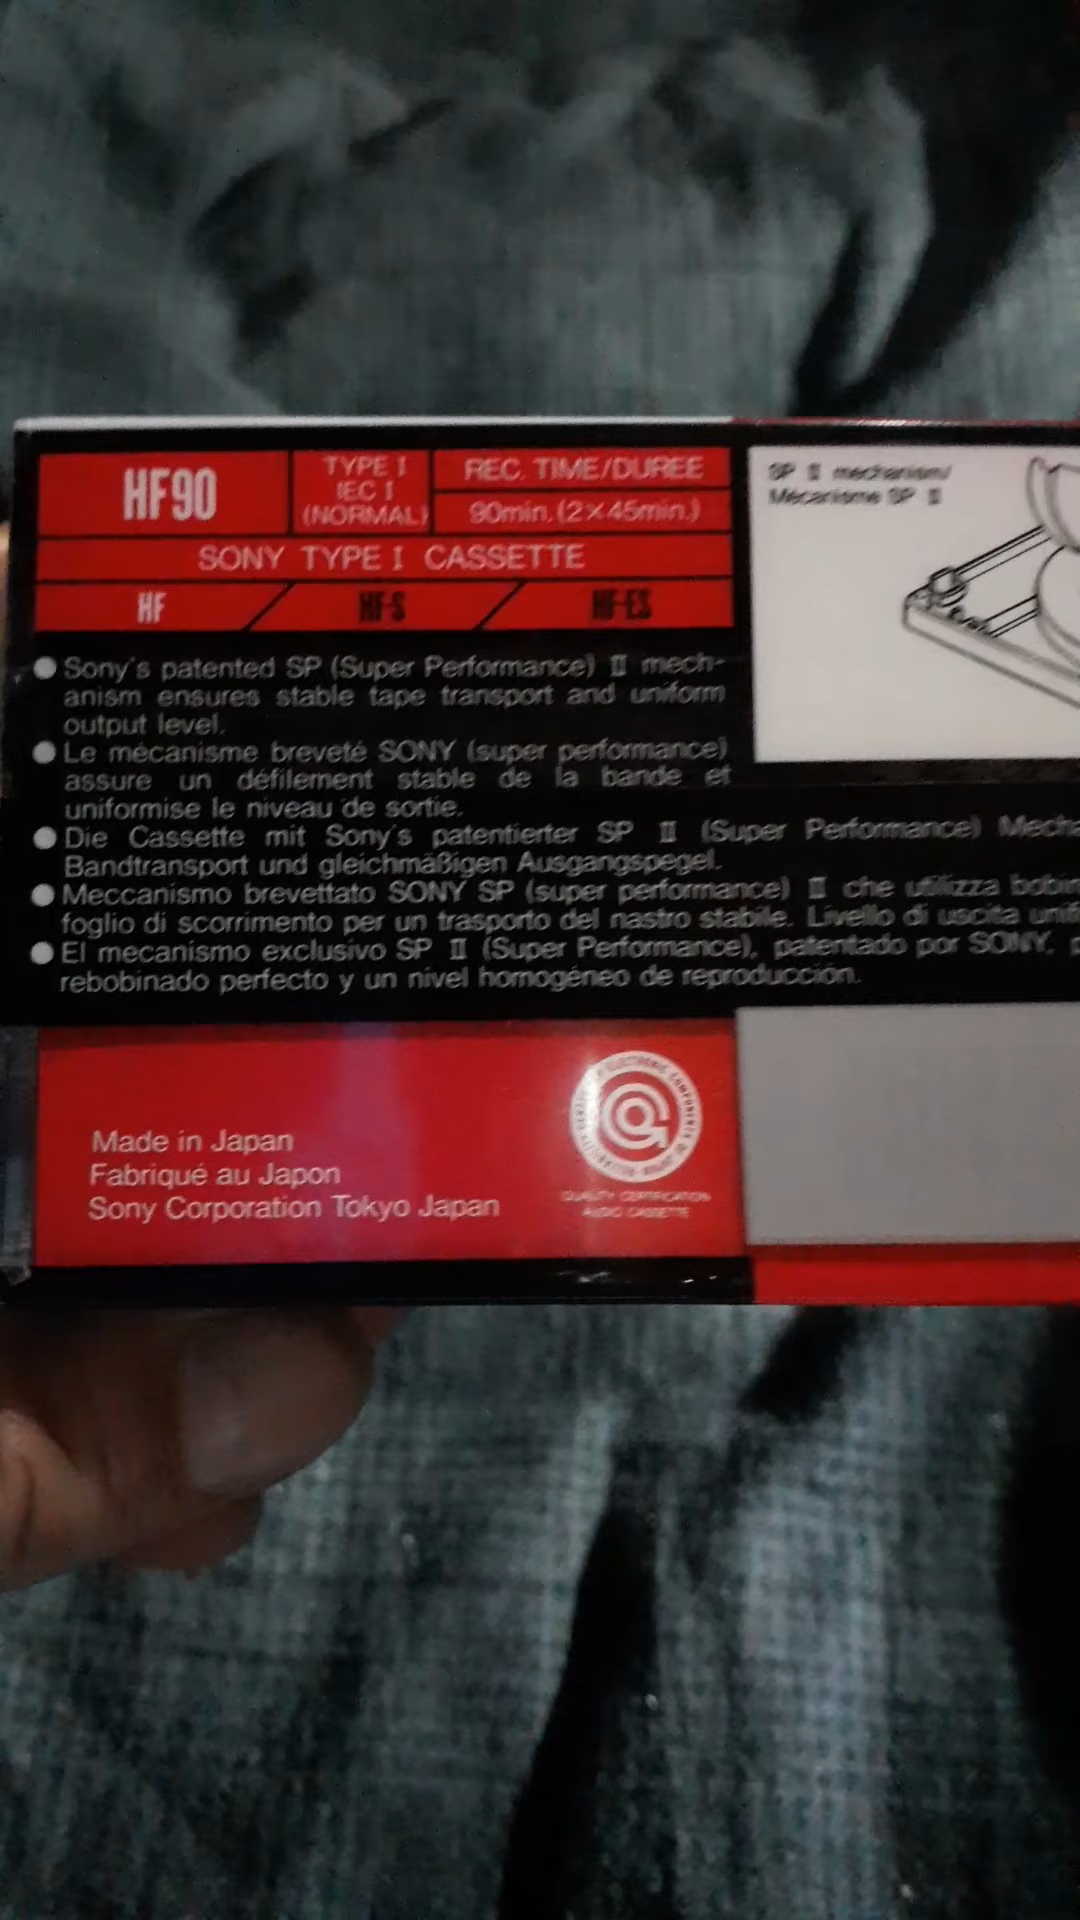 HF90
TYPE I
IEC I
(NORMAL)
REC. TIME/DUREE
90min. (2×45min.)
SONY TYPE I CASSETTE
HF
HF-S
HF-ES
SP II mechanism/
Mécanisme SP II
● Sony's patented SP (Super Performance) II mech-
anism ensures stable tape transport and uniform
output level.
● Le mécanisme breveté SONY (super performance)
assure un défilement stable de la bande et
uniformise le niveau de sortie.
● Die Cassette mit Sony's patentierter SP II (Super Performance) Mecha
Bandtransport und gleichmäßigen Ausgangspegel.
● Meccanismo brevettato SONY SP (super performance) II che utilizza bobin
foglio di scorrimento per un trasporto del nastro stabile. Livello di uscita unif
● El mecanismo exclusivo SP II (Super Performance), patentado por SONY, p
rebobinado perfecto y un nivel homogéneo de reproducción.
Made in Japan
Fabriqué au Japon
Sony Corporation Tokyo Japan
QUALITY CERTIFICATION
AUDIO CASSETTE